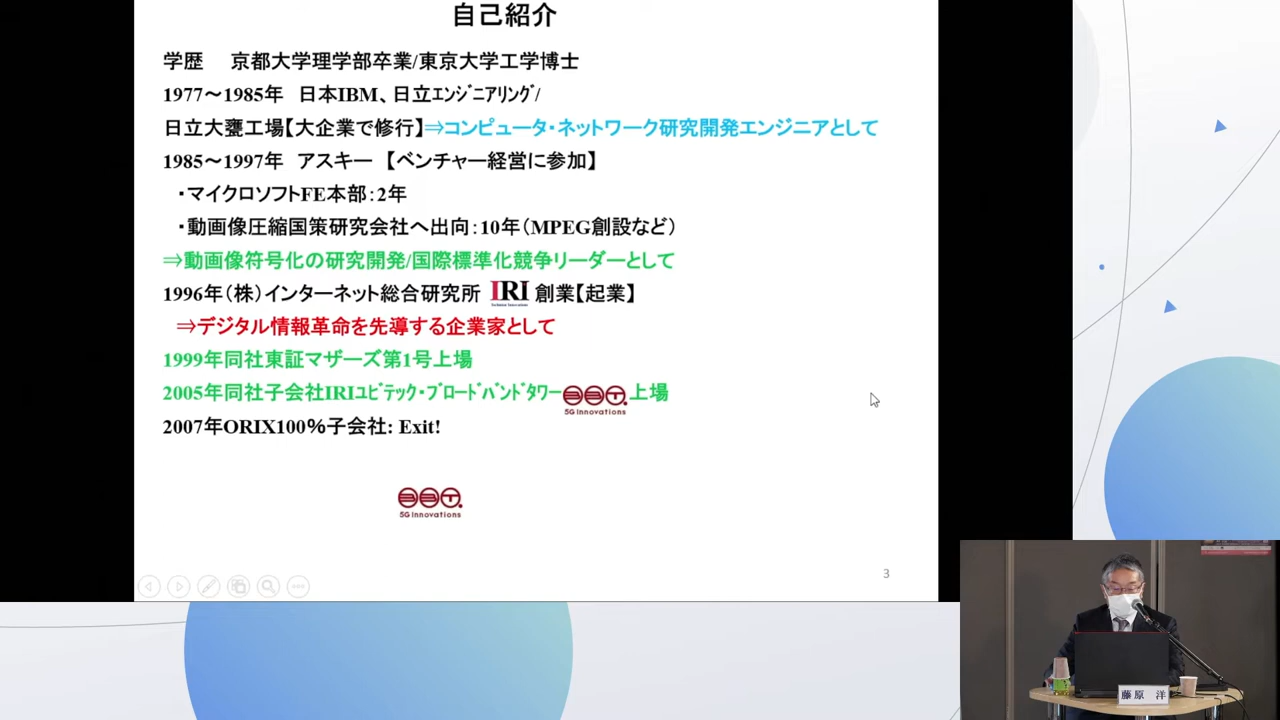 自己紹介
学歴 京都大学理学部卒業/東京大学工学博士
1977～1985年 日本IBM、日立ｴﾝｼﾞﾆｱﾘﾝｸﾞ/
日立大甕工場【大企業で修行】⇒コンピュータ・ネットワーク研究開発エンジニアとして
1985～1997年 アスキー 【ベンチャー経営に参加】
・マイクロソフトFE本部：2年
・動画像圧縮国策研究会社へ出向：10年（MPEG創設など）
⇒動画像符号化の研究開発/国際標準化競争リーダーとして
1996年（株）インターネット総合研究所 IRI 創業【起業】
⇒デジタル情報革命を先導する企業家として
1999年同社東証マザーズ第1号上場
2005年同社子会社IRIﾕﾋﾞﾃｯｸ・ﾌﾞﾛｰﾄﾞﾊﾞﾝﾄﾞﾀﾜｰ BBT. 上場
5G Innovations
2007年ORIX100％子会社: Exit!
BBT.
5G Innovations
3
藤原 洋